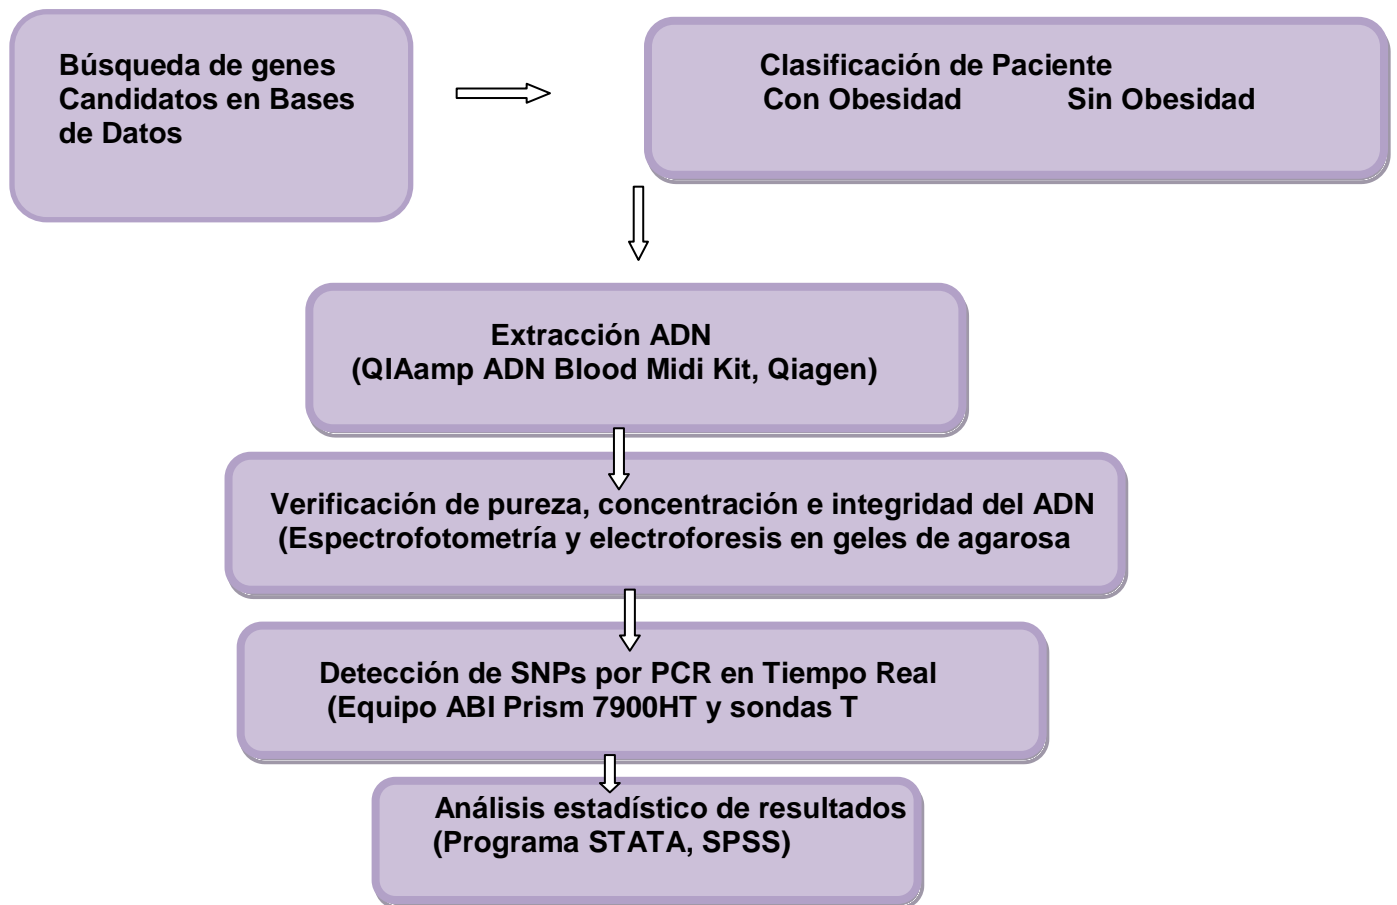 Búsqueda de genes
Candidatos en Bases
de Datos
Clasificación de Paciente
Con Obesidad Sin Obesidad
Extracción ADN
(QIAamp ADN Blood Midi Kit, Qiagen)
Verificación de pureza, concentración e integridad del ADN
(Espectrofotometría y electroforesis en geles de agarosa
Detección de SNPs por PCR en Tiempo Real
(Equipo ABI Prism 7900HT y sondas T
Análisis estadístico de resultados
(Programa STATA, SPSS)